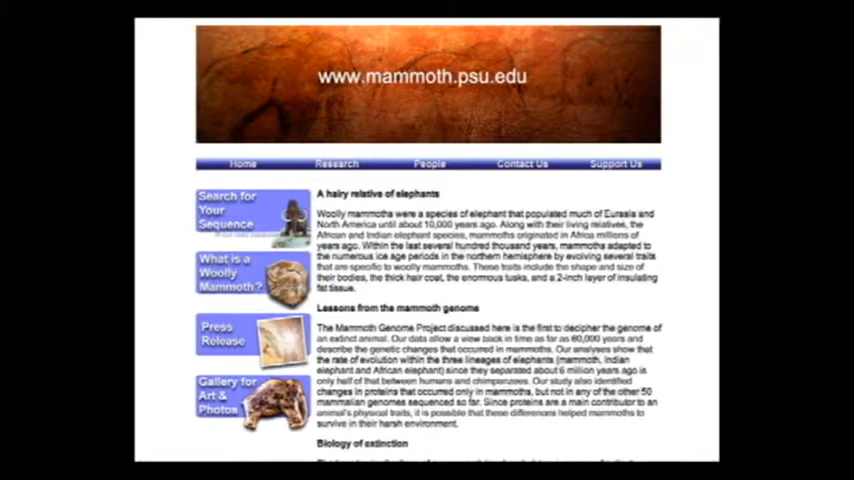 www.mammoth.psu.edu
Home Research People Contact Us Support Us
Search for
Your
Sequence
What is a
Woolly
Mammoth?
Press
Release
Gallery for
Art &
Photos
A hairy relative of elephants
Woolly mammoths were a species of elephant that populated much of Eurasia and
North America until about 10,000 years ago. Along with their living relatives, the
African and Indian elephant species, mammoths originated in Africa millions of
years ago. Within the last several hundred thousand years, mammoths adapted to
the numerous ice age periods in the northern hemisphere by evolving several traits
that are specific to woolly mammoths. These traits include the shape and size of
their bodies, the thick hair coat, the enormous tusks, and a 2-inch layer of insulating
fat tissue.
Lessons from the mammoth genome
The Mammoth Genome Project discussed here is the first to decipher the genome of
an extinct animal. Our data allow a view back in time as far as 60,000 years and
describe the genetic changes that occurred in mammoths. Our analyses show that
the rate of evolution within the three lineages of elephants (mammoth, Indian
elephant and African elephant) since they separated about 6 million years ago is
only half of that between humans and chimpanzees. Our study also identified
changes in proteins that occurred only in mammoths, but not in any of the other 50
mammalian genomes sequenced so far. Since proteins are a main contributor to an
animal's physical traits, it is possible that these differences helped mammoths to
survive in their harsh environment.
Biology of extinction